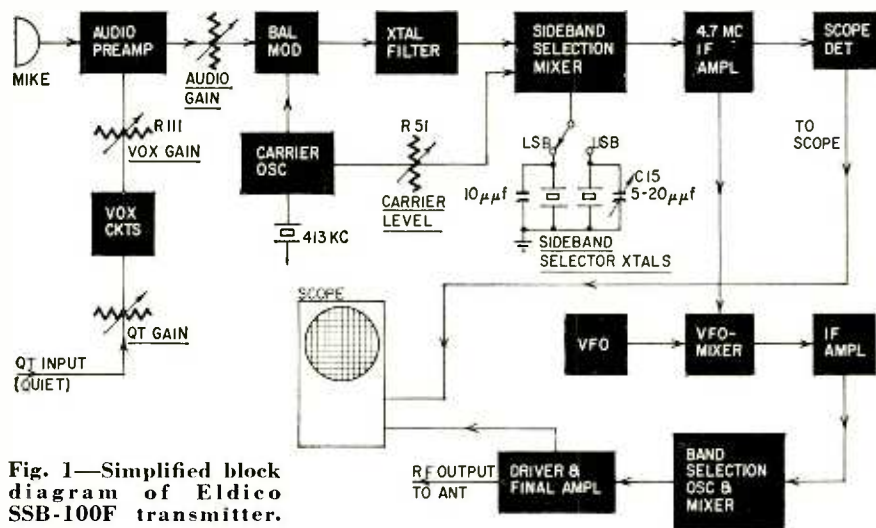 AUDIO
PREAMP
BAL
MOD
XTAL
FILTER
SIDEBAND
SELECTION
MIXER
4.7 MC
IF
AMPL
SCOPE
DET
MIKE
AUDIO
GAIN
R111
VOX GAIN
CARRIER
OSC
R51
CARRIER
LEVEL
LSB
USB
TO
SCOPE
10μμf
C15
5-20μμf
VOX
CKTS
413KC
SIDEBAND
SELECTOR XTALS
QT GAIN
SCOPE
QT INPUT
(QUIET)
VFO
VFO-
MIXER
IF
AMPL
RF OUTPUT
TO ANT
DRIVER &
FINAL AMPL
BAND
SELECTION
OSC &
MIXER
Fig. 1—Simplified block
diagram of Eldico
SSB-100F transmitter.